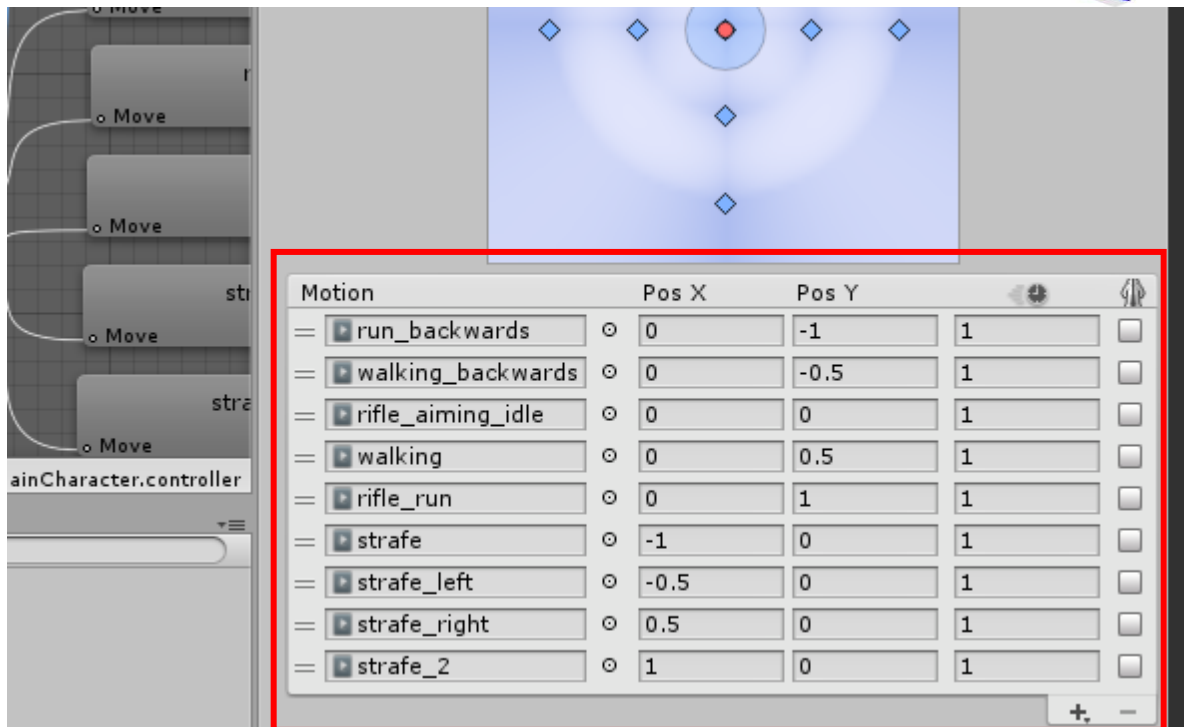 Move
Move
Move
str
Move
stra
Move
ainCharacter.controller
Motion Pos X Pos Y
run_backwards 0 -1 1
walking_backwards 0 -0.5 1
rifle_aiming_idle 0 0 1
walking 0 0.5 1
rifle_run 0 1 1
strafe -1 0 1
strafe_left -0.5 0 1
strafe_right 0.5 0 1
strafe_2 1 0 1